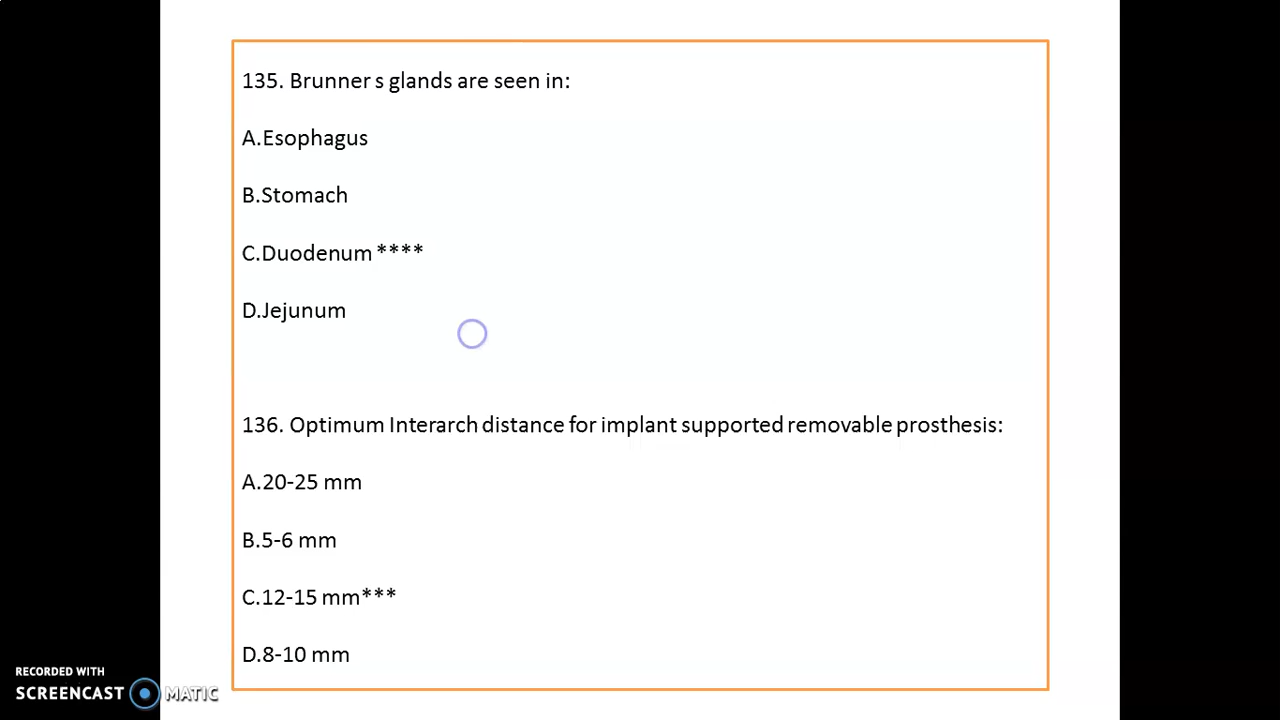 135. Brunner s glands are seen in:
A.Esophagus
B.Stomach
C.Duodenum ****
D.Jejunum
136. Optimum Interarch distance for implant supported removable prosthesis:
A.20-25 mm
B.5-6 mm
C.12-15 mm***
D.8-10 mm
RECORDED WITH
SCREENCAST MATIC